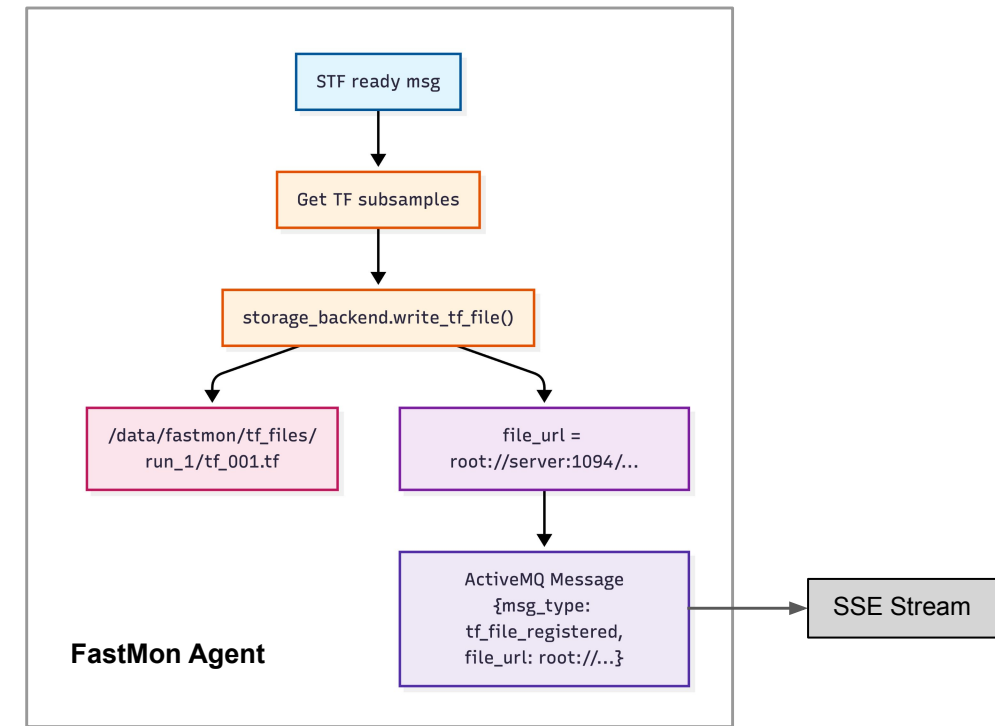 STF ready msg
Get TF subsamples
storage_backend.write_tf_file()
/data/fastmon/tf_files/
run_1/tf_001.tf
file_url =
root://server:1094/...
ActiveMQ Message
{msg_type:
tf_file_registered,
file_url: root://...}
SSE Stream
FastMon Agent